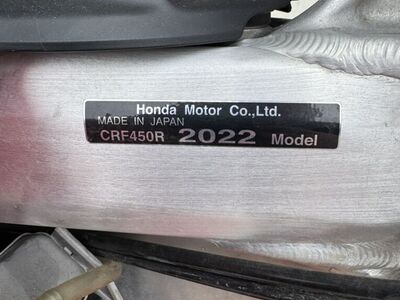 Honda Motor Co.,Ltd.
MADE IN JAPAN
CRF450R 2022 Model